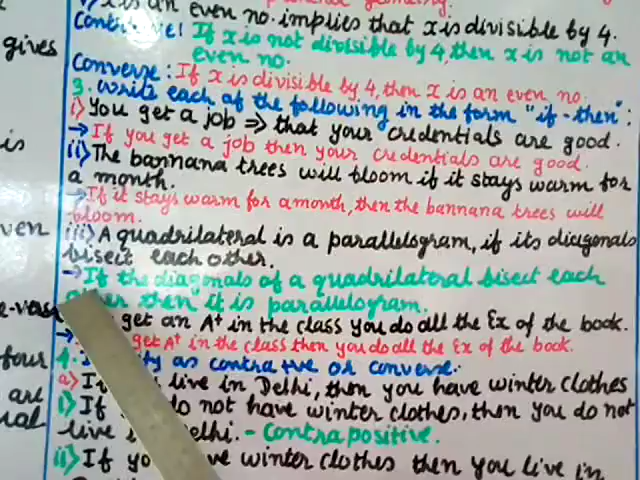 is an even no. implies that x is divisible by 4.
If x is not divisible by 4, then x is not an
gives
even no.
Converse: If x is divisible by 4, then x is an even no.
3. Write each of the following in the form "if-then":
i) You get a job ⇒ that your credentials are good.
→ If you get a job then your credentials are good.
is
ii) The bannana trees will bloom if it stays warm for
a month.
→ If it stays warm for a month, then the bannana trees will
bloom.
ven
iii) A quadrilateral is a parallelogram, if its diagonals
bisect each other.
→ If the diagonals of a quadrilateral bisect each
then it is parallelogram.
e-versa
get an A+ in the class you do all the Ex of the book.
→ get A+ in the class then you do all the Ex of the book.
four
4. as contra +ve or converse.
a) live in Delhi, then you have winter clothes
are
i) If do not have winter clothes, then you do not
live Delhi. - Contrapositive.
ii) If winter clothes then you live in